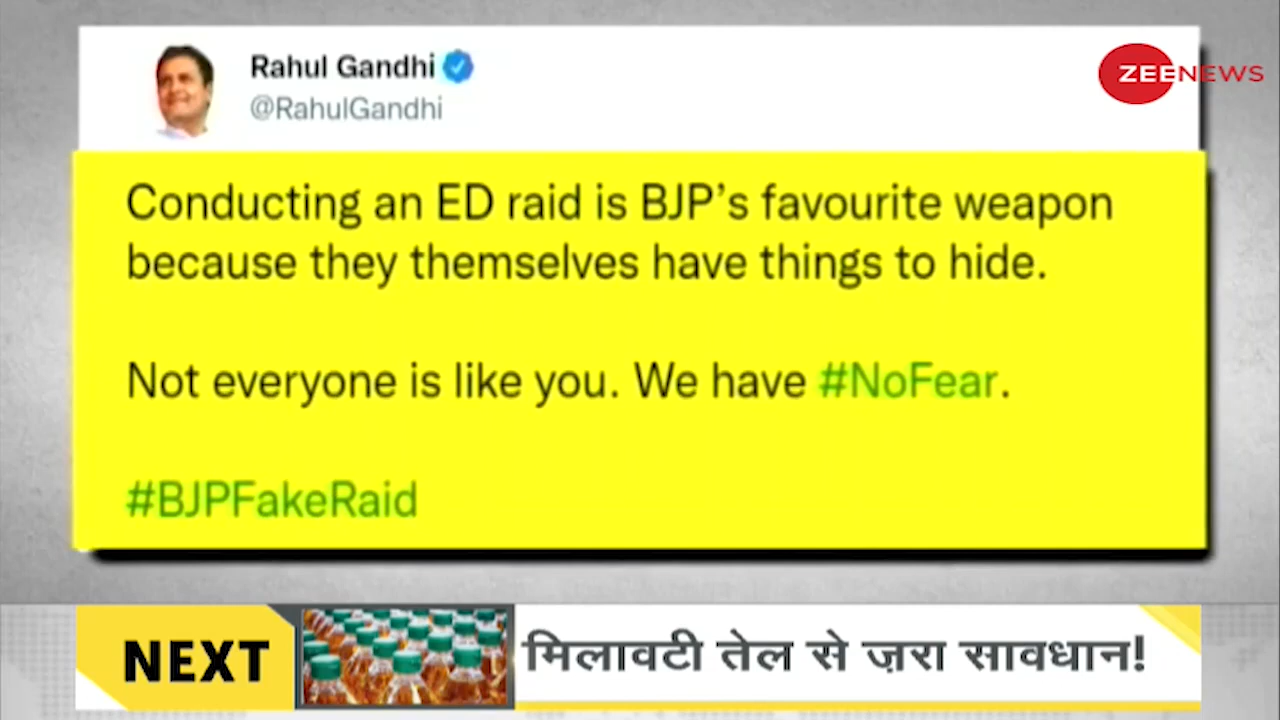 Rahul Gandhi
ZEENEWS
@RahulGandhi
Conducting an ED raid is BJP’s favourite weapon
because they themselves have things to hide.
Not everyone is like you. We have #NoFear.
#BJPFakeRaid
NEXT
मिलावटी तेल से ज़रा सावधान!